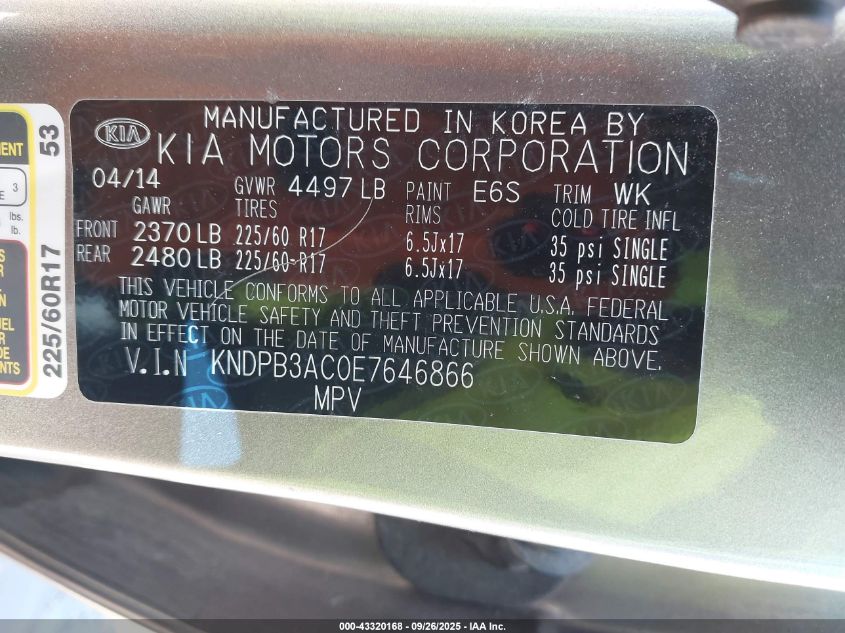 KIA
MANUFACTURED IN KOREA BY
KIA MOTORS CORPORATION
04/14 GVWR 4497 LB PAINT E6S TRIM WK
GAWR TIRES RIMS COLD TIRE INFL
FRONT 2370 LB 225/60 R17 6.5Jx17 35 psi SINGLE
REAR 2480 LB 225/60 R17 6.5Jx17 35 psi SINGLE
THIS VEHICLE CONFORMS TO ALL APPLICABLE U.S.A. FEDERAL
MOTOR VEHICLE SAFETY AND THEFT PREVENTION STANDARDS
IN EFFECT ON THE DATE OF MANUFACTURE SHOWN ABOVE.
V.I.N KNDPB3AC0E7646866
MPV
53
225/60R17
3
lbs.
lb.
000-43320168 - 09/26/2025 - IAA Inc.